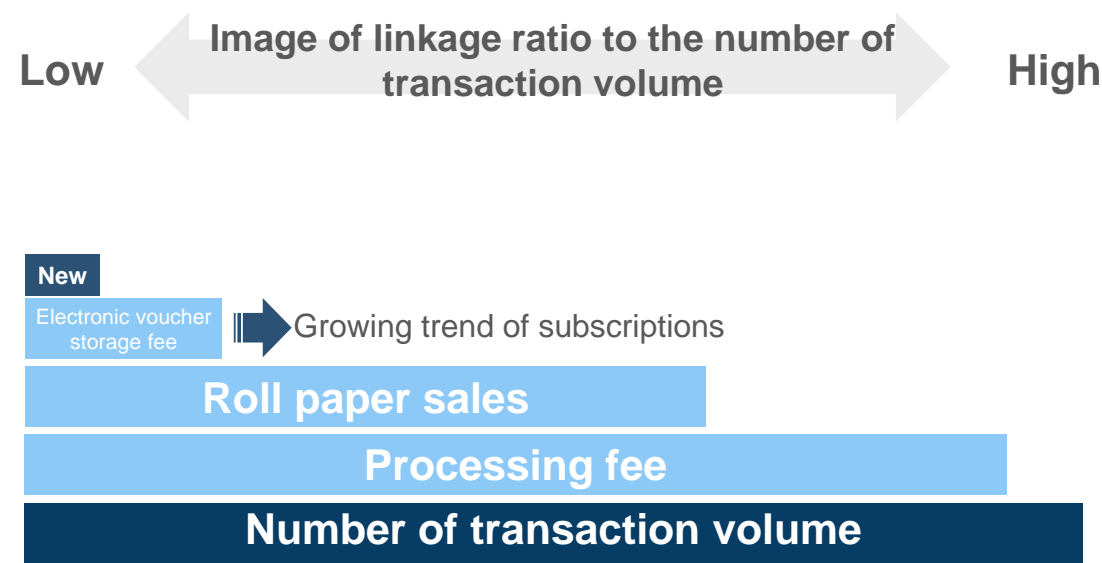 Image of linkage ratio to the number of
transaction volume
Low
High
New
Electronic voucher
storage fee
Growing trend of subscriptions
Roll paper sales
Processing fee
Number of transaction volume